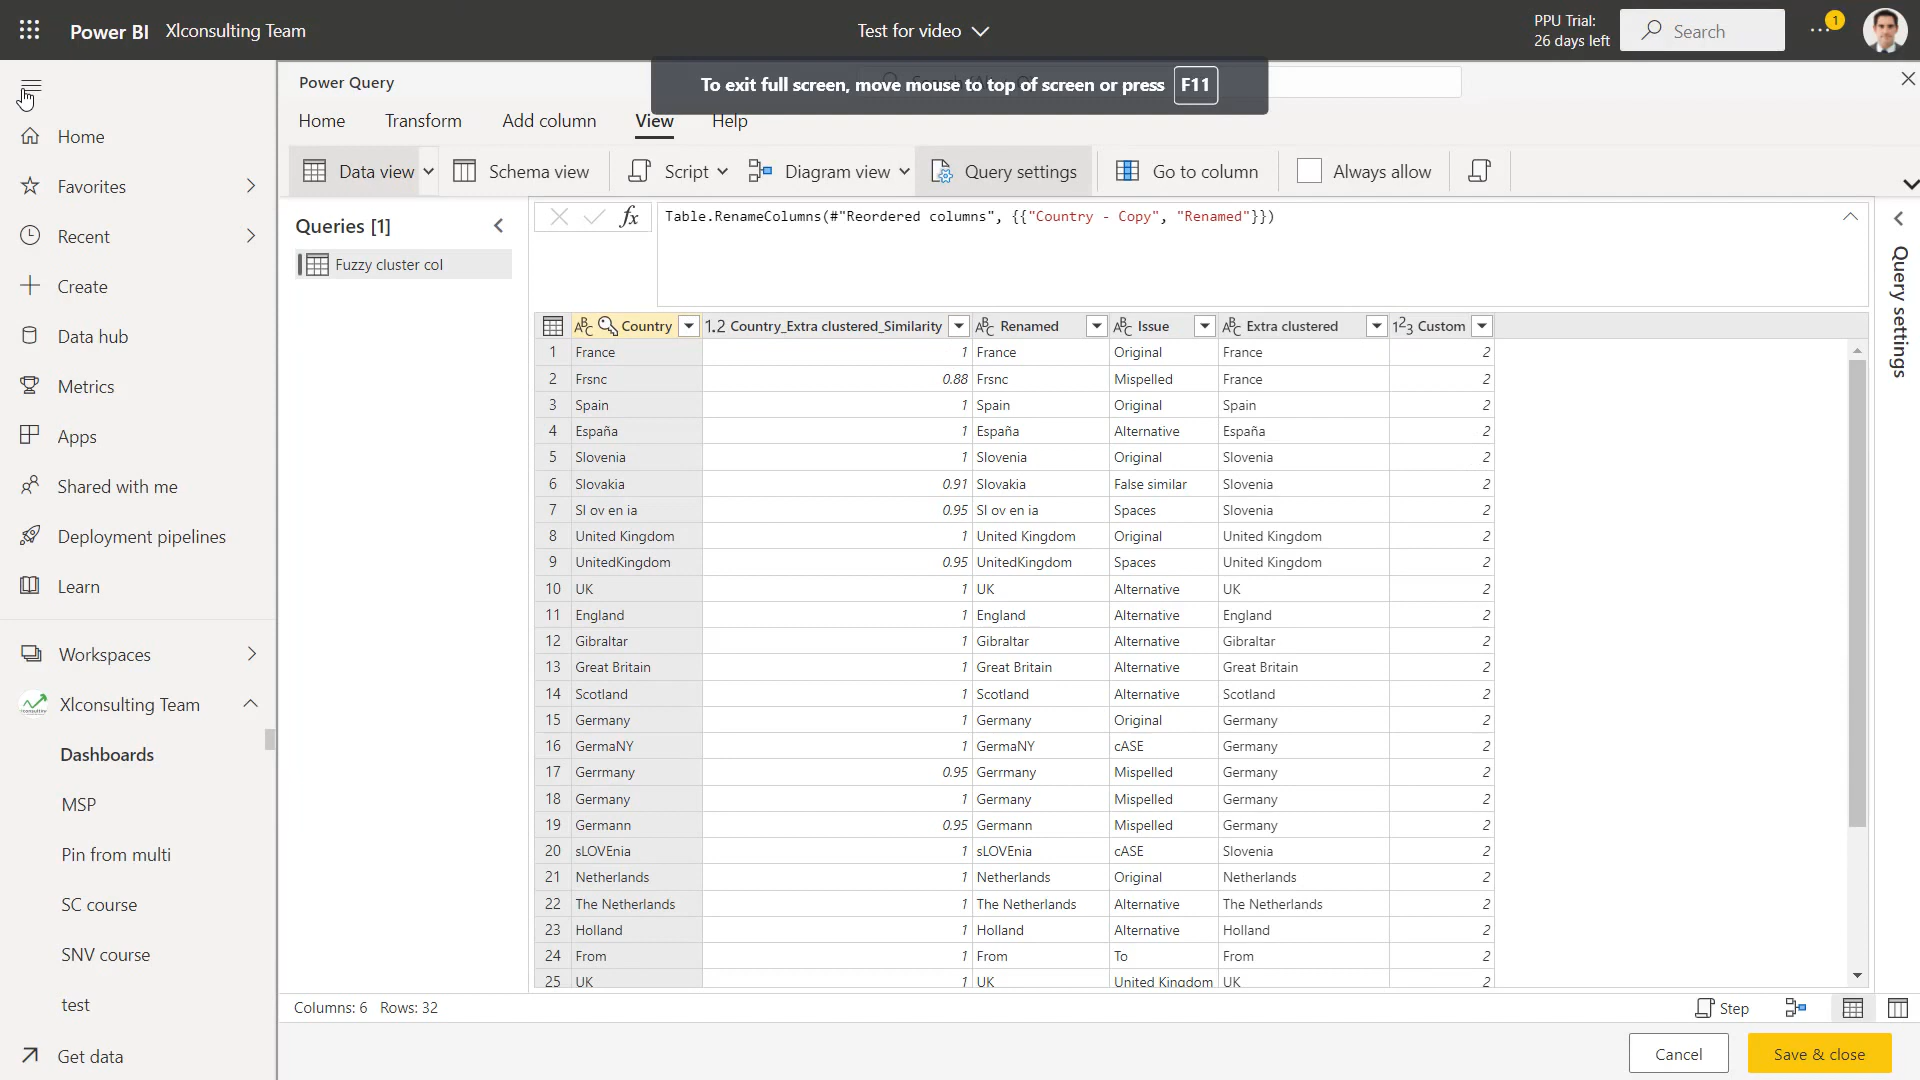 Power BI Xlconsulting Team
Test for video
PPU Trial:
26 days left
Search
1
To exit full screen, move mouse to top of screen or press F11
Power Query
Home Transform Add column View Help
Data view Schema view Script Diagram view Query settings Go to column Always allow
Home
Favorites
Recent
Create
Data hub
Metrics
Apps
Shared with me
Deployment pipelines
Learn
Workspaces
Xlconsulting Team
Dashboards
MSP
Pin from multi
SC course
SNV course
test
Get data
Queries [1]
Fuzzy cluster col
fx
Table.RenameColumns(#"Reordered columns", {{"Country - Copy", "Renamed"}})
Query settings
Country 1.2 Country_Extra clustered_Similarity Renamed Issue Extra clustered 123 Custom
1 France 1 France Original France 2
2 Frsnc 0.88 Frsnc Mispelled France 2
3 Spain 1 Spain Original Spain 2
4 España 1 España Alternative España 2
5 Slovenia 1 Slovenia Original Slovenia 2
6 Slovakia 0.91 Slovakia False similar Slovenia 2
7 Sl ov en ia 0.95 Sl ov en ia Spaces Slovenia 2
8 United Kingdom 1 United Kingdom Original United Kingdom 2
9 UnitedKingdom 0.95 UnitedKingdom Spaces United Kingdom 2
10 UK 1 UK Alternative UK 2
11 England 1 England Alternative England 2
12 Gibraltar 1 Gibraltar Alternative Gibraltar 2
13 Great Britain 1 Great Britain Alternative Great Britain 2
14 Scotland 1 Scotland Alternative Scotland 2
15 Germany 1 Germany Original Germany 2
16 GermaNY 1 GermaNY cASE Germany 2
17 Gerrmany 0.95 Gerrmany Mispelled Germany 2
18 Germany 1 Germany Mispelled Germany 2
19 Germann 0.95 Germann Mispelled Germany 2
20 sLOVEnia 1 sLOVEnia cASE Slovenia 2
21 Netherlands 1 Netherlands Original Netherlands 2
22 The Netherlands 1 The Netherlands Alternative The Netherlands 2
23 Holland 1 Holland Alternative Holland 2
24 From 1 From To From 2
25 UK 1 UK United Kingdom UK 2
Columns: 6 Rows: 32
Step
Cancel
Save & close